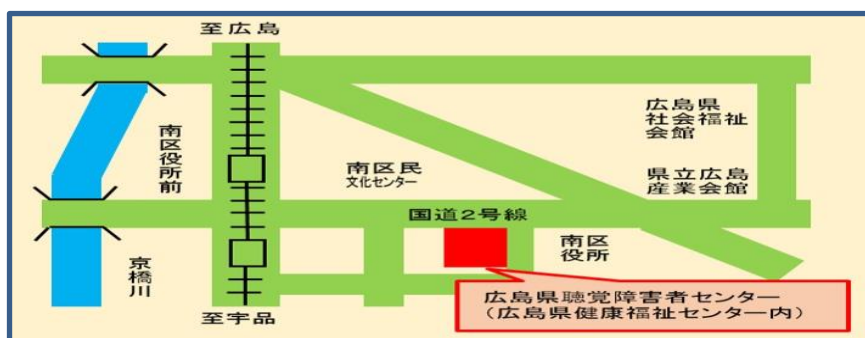 至広島
南区役所前
南区民
文化センター
広島県
社会福祉
会館
県立広島
産業会館
国道2号線
南区
役所
京橋川
広島県聴覚障害者センター
（広島県健康福祉センター内）
至宇品